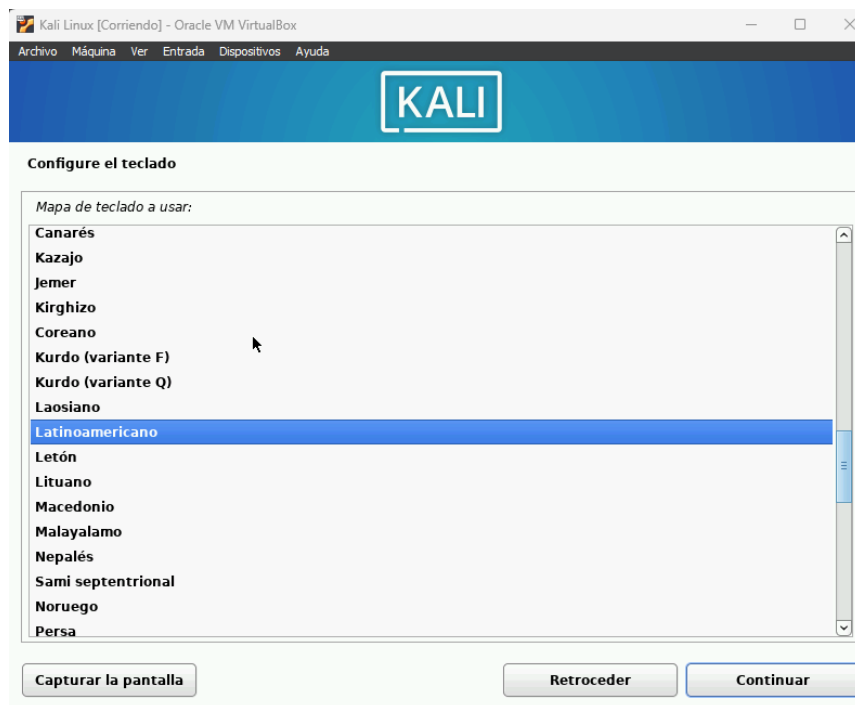 Kali Linux [Corriendo] - Oracle VM VirtualBox
Archivo Máquina Ver Entrada Dispositivos Ayuda
KALI
Configure el teclado
Mapa de teclado a usar:
Canarés
Kazajo
Jemer
Kirghizo
Coreano
Kurdo (variante F)
Kurdo (variante Q)
Laosiano
Latinoamericano
Letón
Lituano
Macedonio
Malayalamo
Nepalés
Sami septentrional
Noruego
Persa
Capturar la pantalla Retroceder Continuar